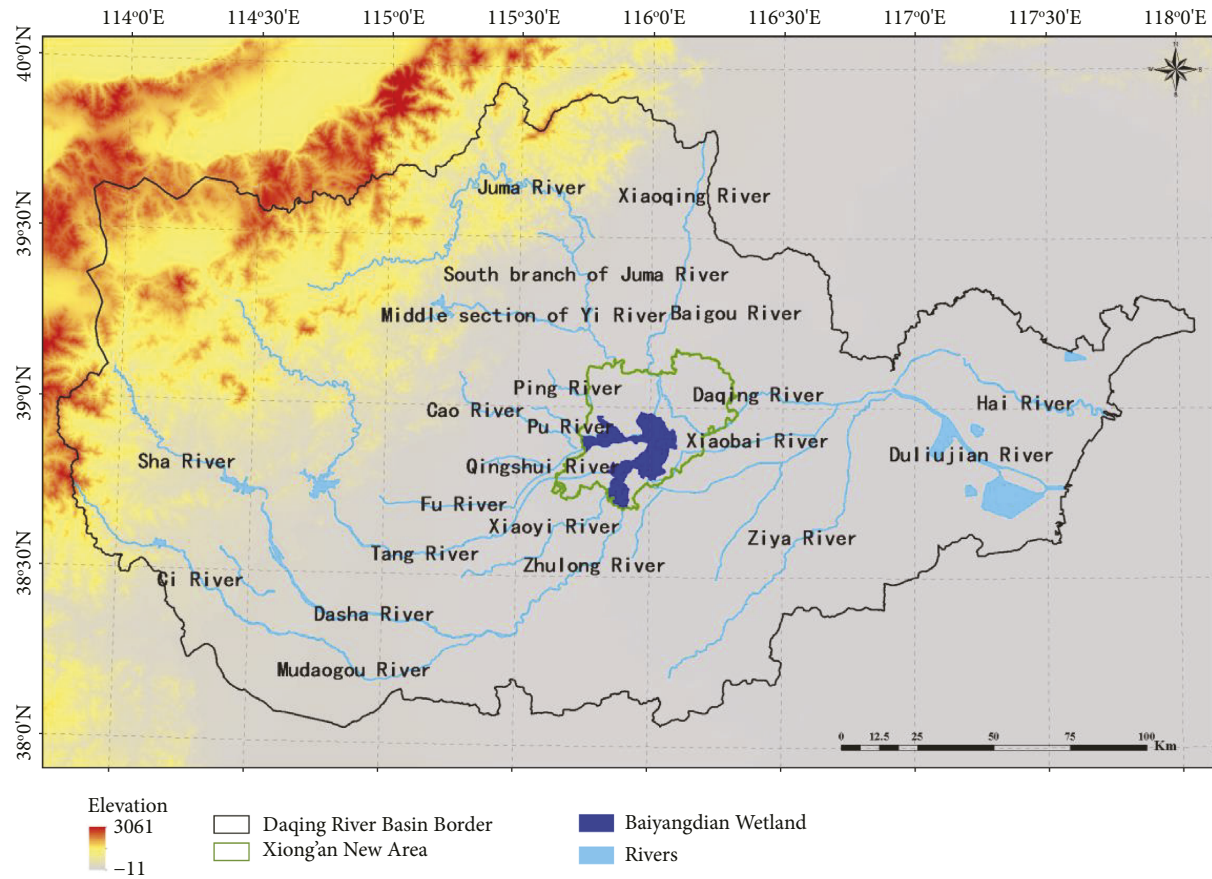 114°0′E 114°30′E 115°0′E 115°30′E 116°0′E 116°30′E 117°0′E 117°30′E 118°0′E
40°0′N
39°30′N
39°0′N
38°30′N
38°0′N
Juma River
Xiaoqing River
South branch of Juma River
Middle section of Yi River
Baigou River
Ping River
Daqing River
Hai River
Cao River
Pu River
Xiaobai River
Sha River
Qingshui River
Duliujian River
Fu River
Xiaoyi River
Ziya River
Tang River
Zhulong River
Ci River
Dasha River
Mudaogou River
0 12.5 25 50 75 100
Km
Elevation
3061
−11
Daqing River Basin Border
Xiong'an New Area
Baiyangdian Wetland
Rivers